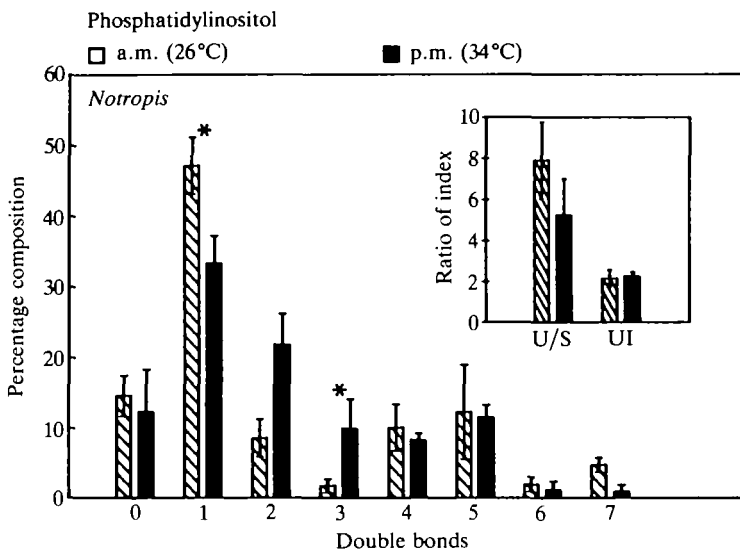 Phosphatidylinositol
a.m. (26°C) p.m. (34°C)
60
50
40
30
20
10
0
Percentage composition
Notropis
*
*
0 1 2 3 4 5 6 7
Double bonds
10
8
6
4
2
0
Ratio of index
U/S UI